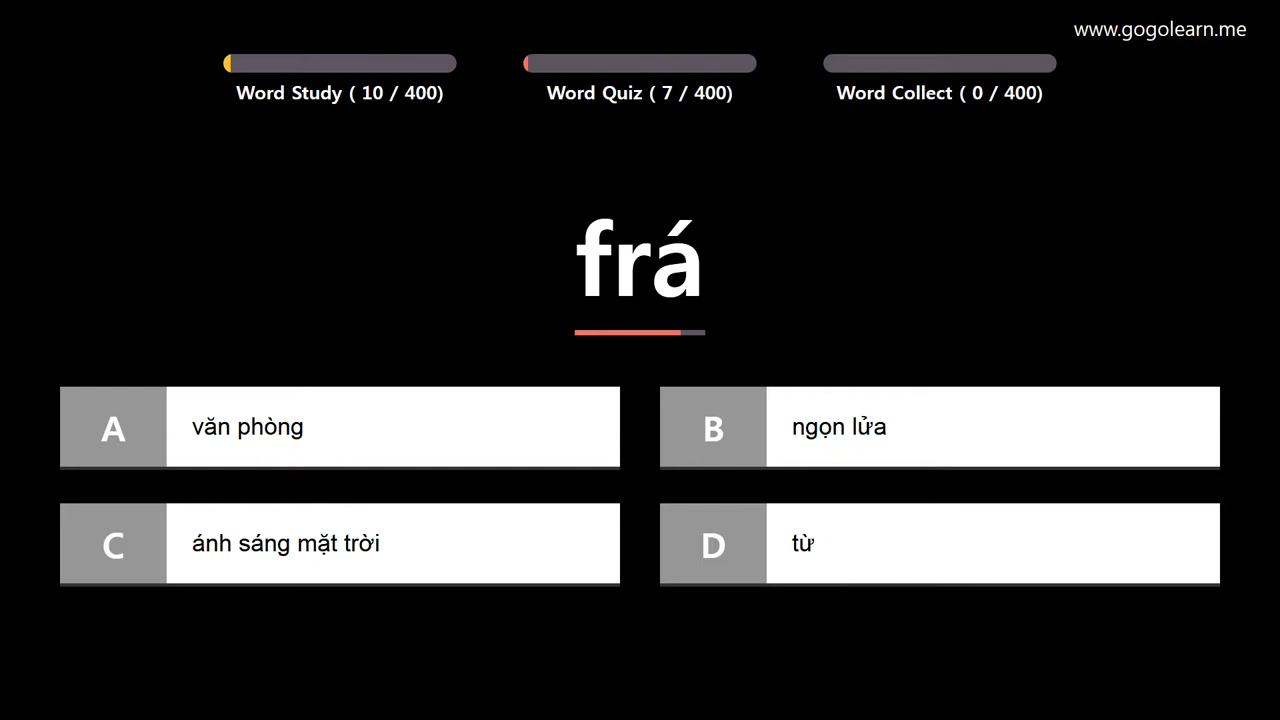 www.gogolearn.me
Word Study ( 10 / 400)
Word Quiz ( 7 / 400)
Word Collect ( 0 / 400)
frá
A văn phòng
B ngọn lửa
C ánh sáng mặt trời
D từ